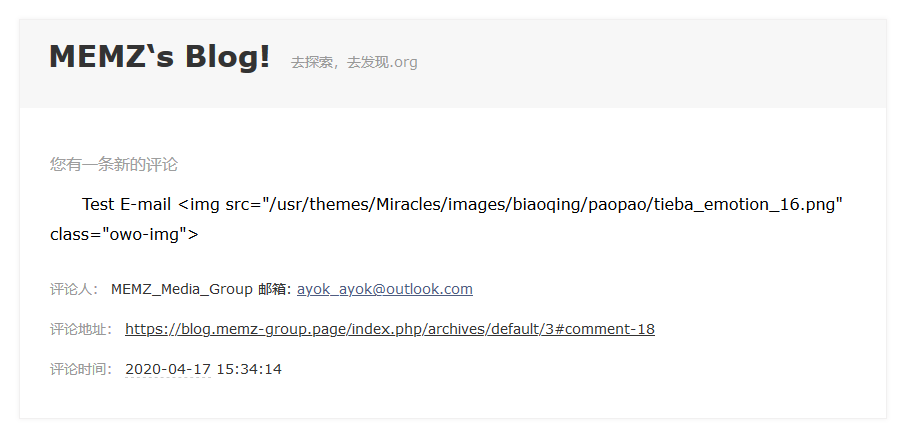 MEMZ‘s Blog! 去探索，去发现.org
您有一条新的评论
Test E-mail <img src="/usr/themes/Miracles/images/biaoqing/paopao/tieba_emotion_16.png"
class="owo-img">
评论人： MEMZ_Media_Group 邮箱: ayok_ayok@outlook.com
评论地址： https://blog.memz-group.page/index.php/archives/default/3#comment-18
评论时间： 2020-04-17 15:34:14